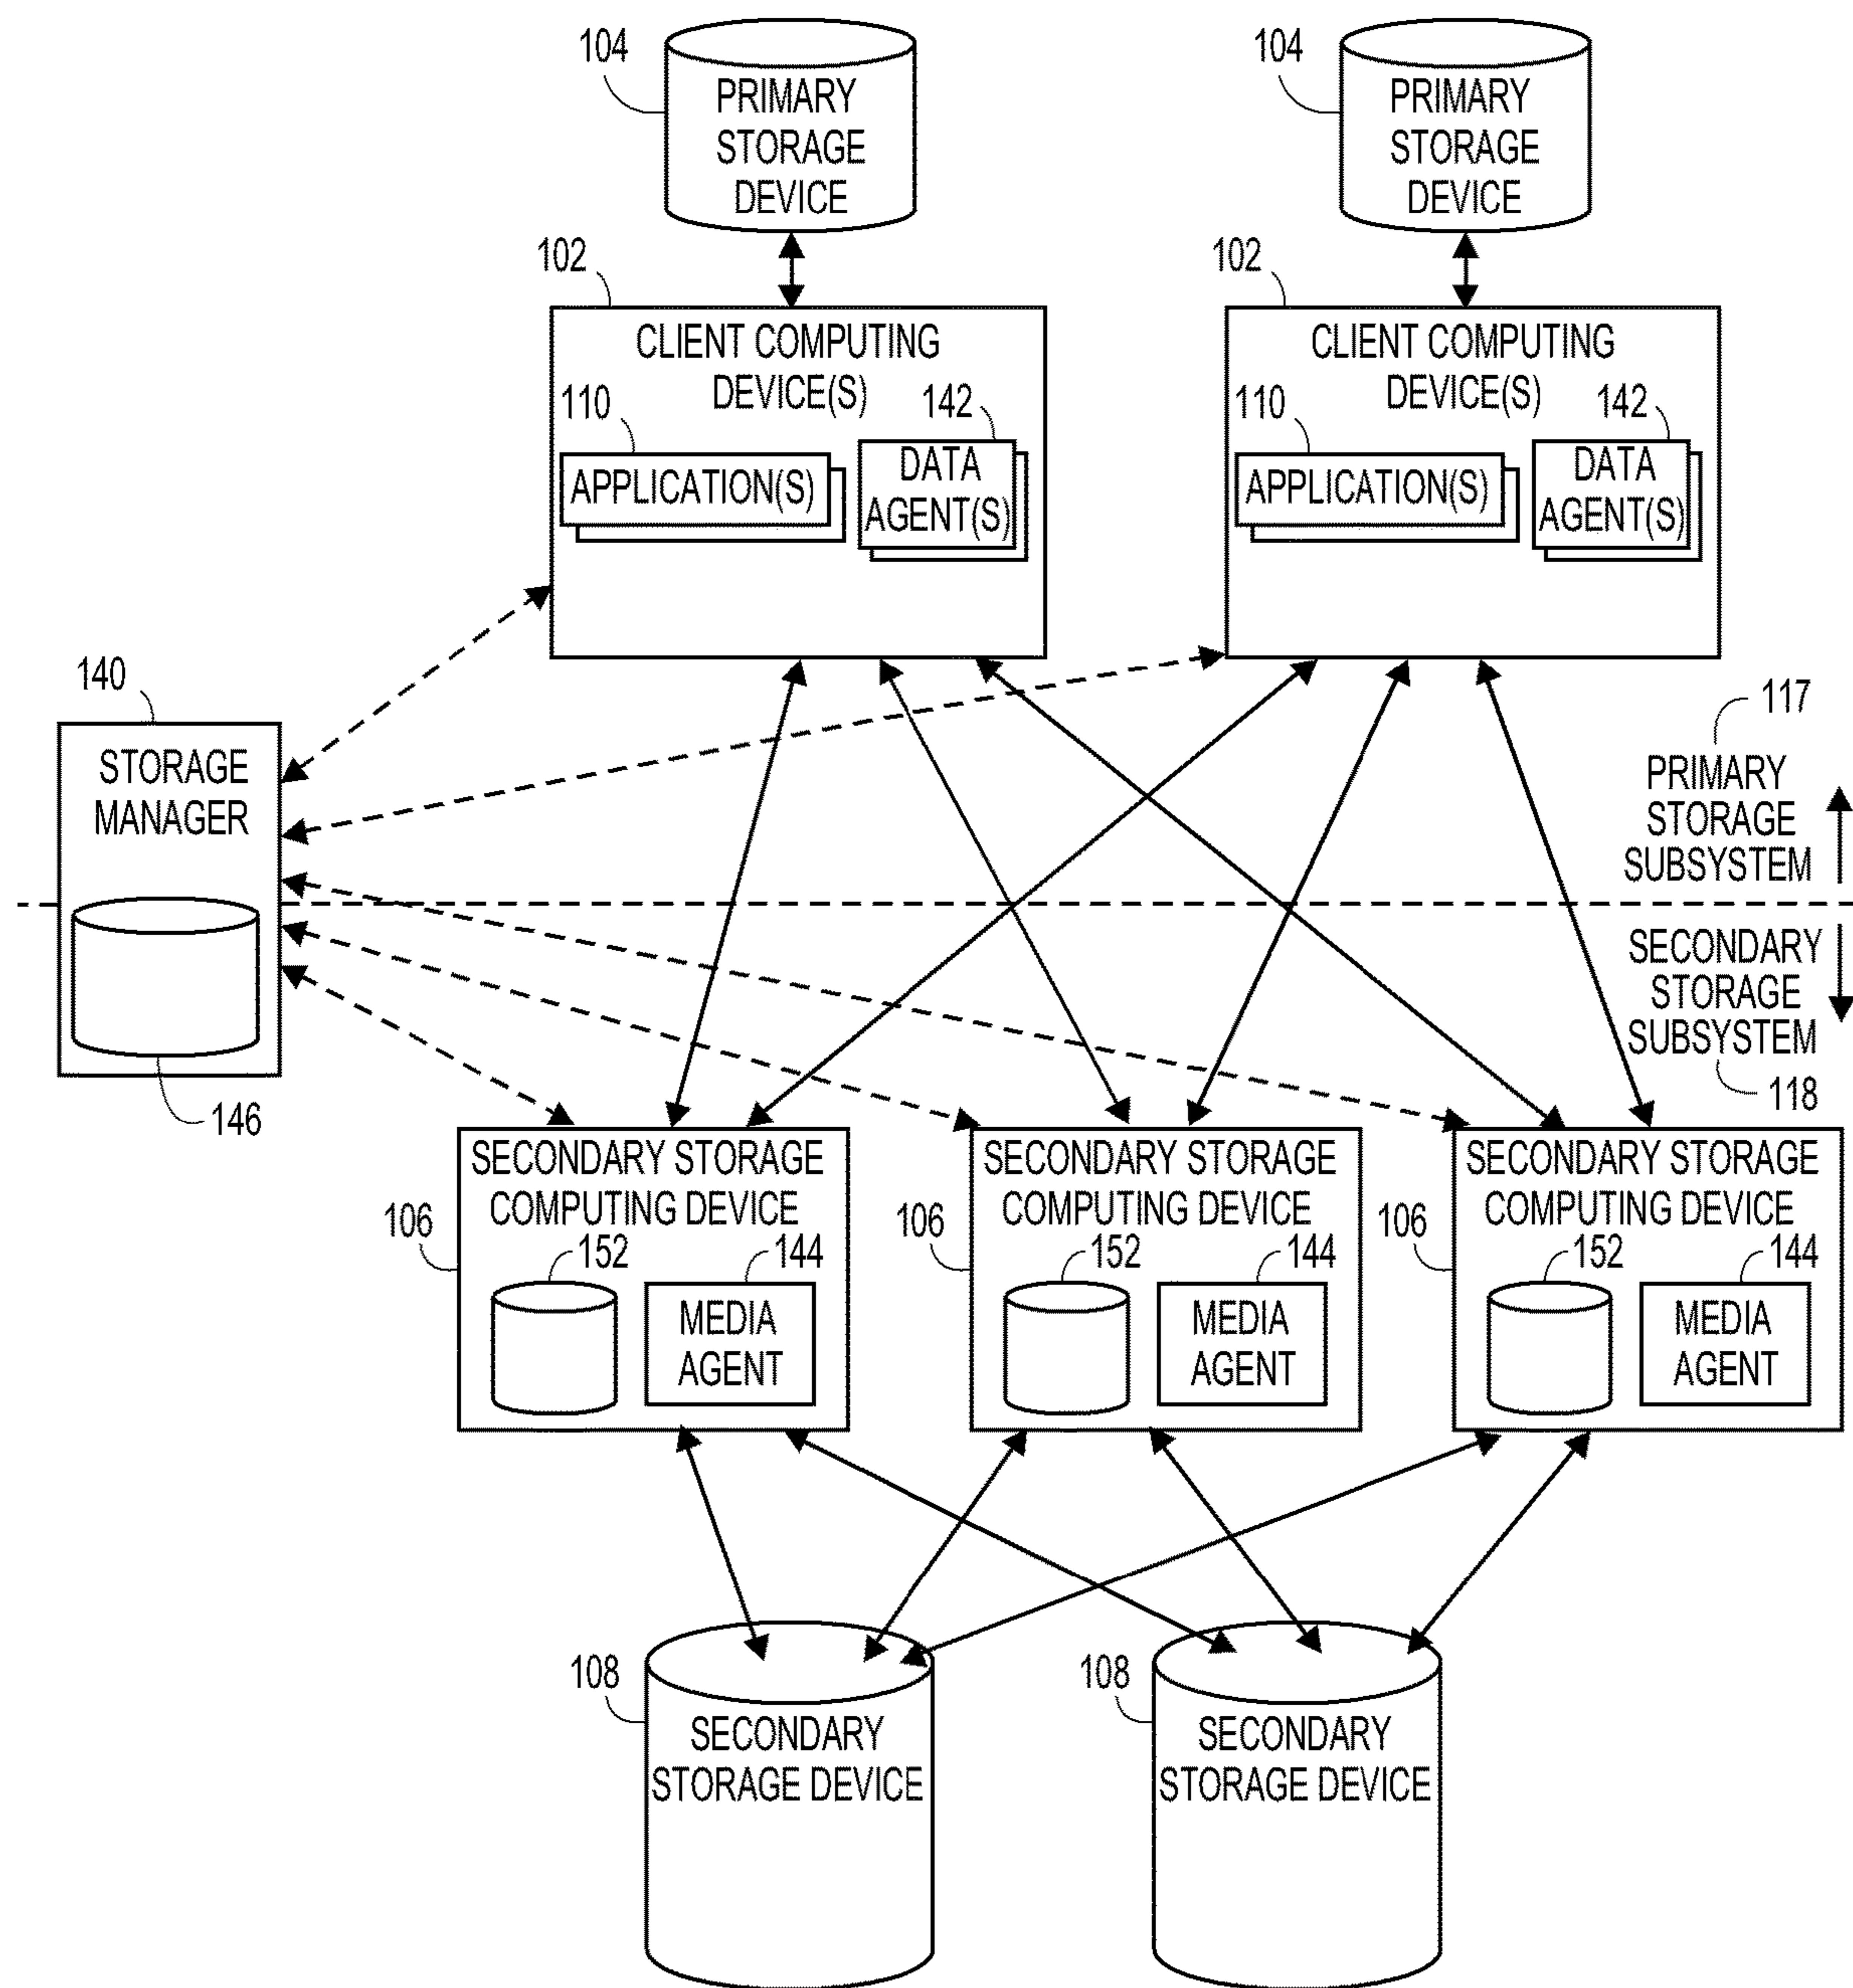 104
PRIMARY
STORAGE
DEVICE
104
PRIMARY
STORAGE
DEVICE
102
CLIENT COMPUTING
DEVICE(S)
110
142
APPLICATION(S)
DATA
AGENT(S)
102
CLIENT COMPUTING
DEVICE(S)
110
142
APPLICATION(S)
DATA
AGENT(S)
140
STORAGE
MANAGER
146
117
PRIMARY
STORAGE
SUBSYSTEM
SECONDARY
STORAGE
SUBSYSTEM
118
SECONDARY STORAGE
COMPUTING DEVICE
106
152
144
MEDIA
AGENT
SECONDARY STORAGE
COMPUTING DEVICE
106
152
144
MEDIA
AGENT
SECONDARY STORAGE
COMPUTING DEVICE
106
152
144
MEDIA
AGENT
108
SECONDARY
STORAGE DEVICE
108
SECONDARY
STORAGE DEVICE